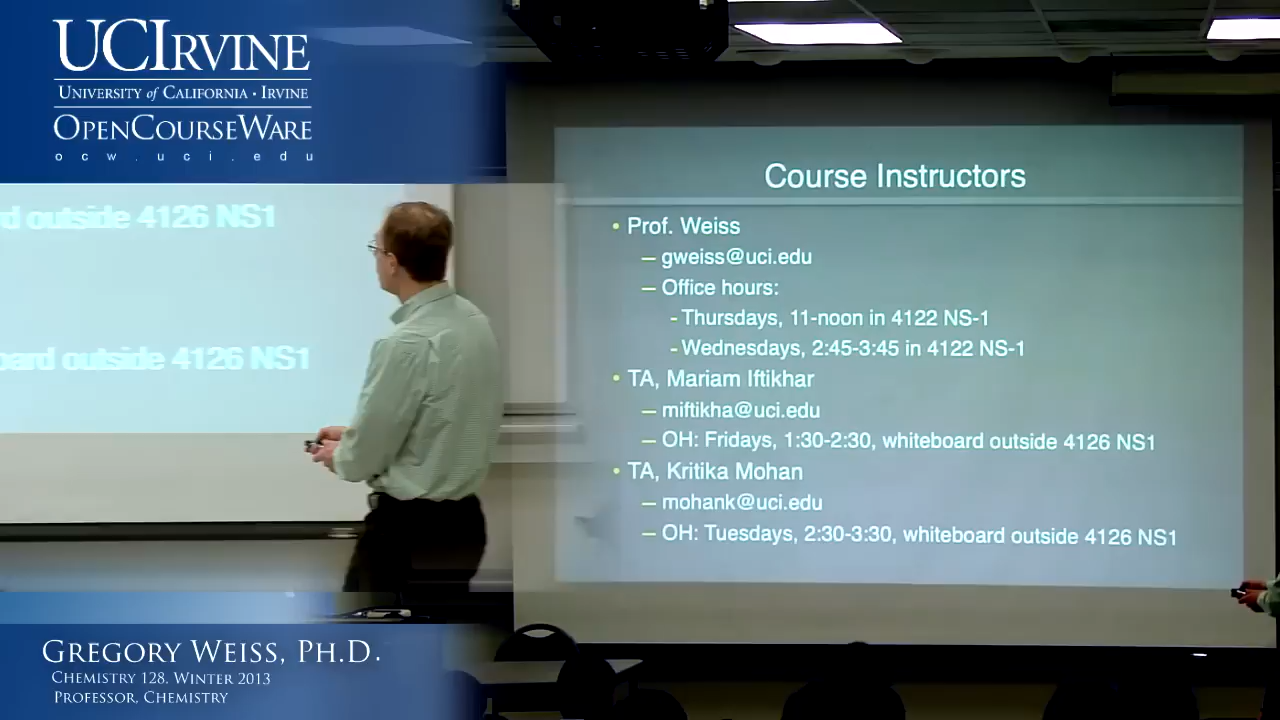 UCIRVINE
UNIVERSITY of CALIFORNIA • IRVINE
OPENCOURSEWARE
ocw.uci.edu
d outside 4126 NS1
oard outside 4126 NS1
Course Instructors
• Prof. Weiss
– gweiss@uci.edu
– Office hours:
- Thursdays, 11-noon in 4122 NS-1
- Wednesdays, 2:45-3:45 in 4122 NS-1
• TA, Mariam Iftikhar
– miftikha@uci.edu
– OH: Fridays, 1:30-2:30, whiteboard outside 4126 NS1
• TA, Kritika Mohan
– mohank@uci.edu
– OH: Tuesdays, 2:30-3:30, whiteboard outside 4126 NS1
GREGORY WEISS, PH.D.
CHEMISTRY 128, WINTER 2013
PROFESSOR, CHEMISTRY